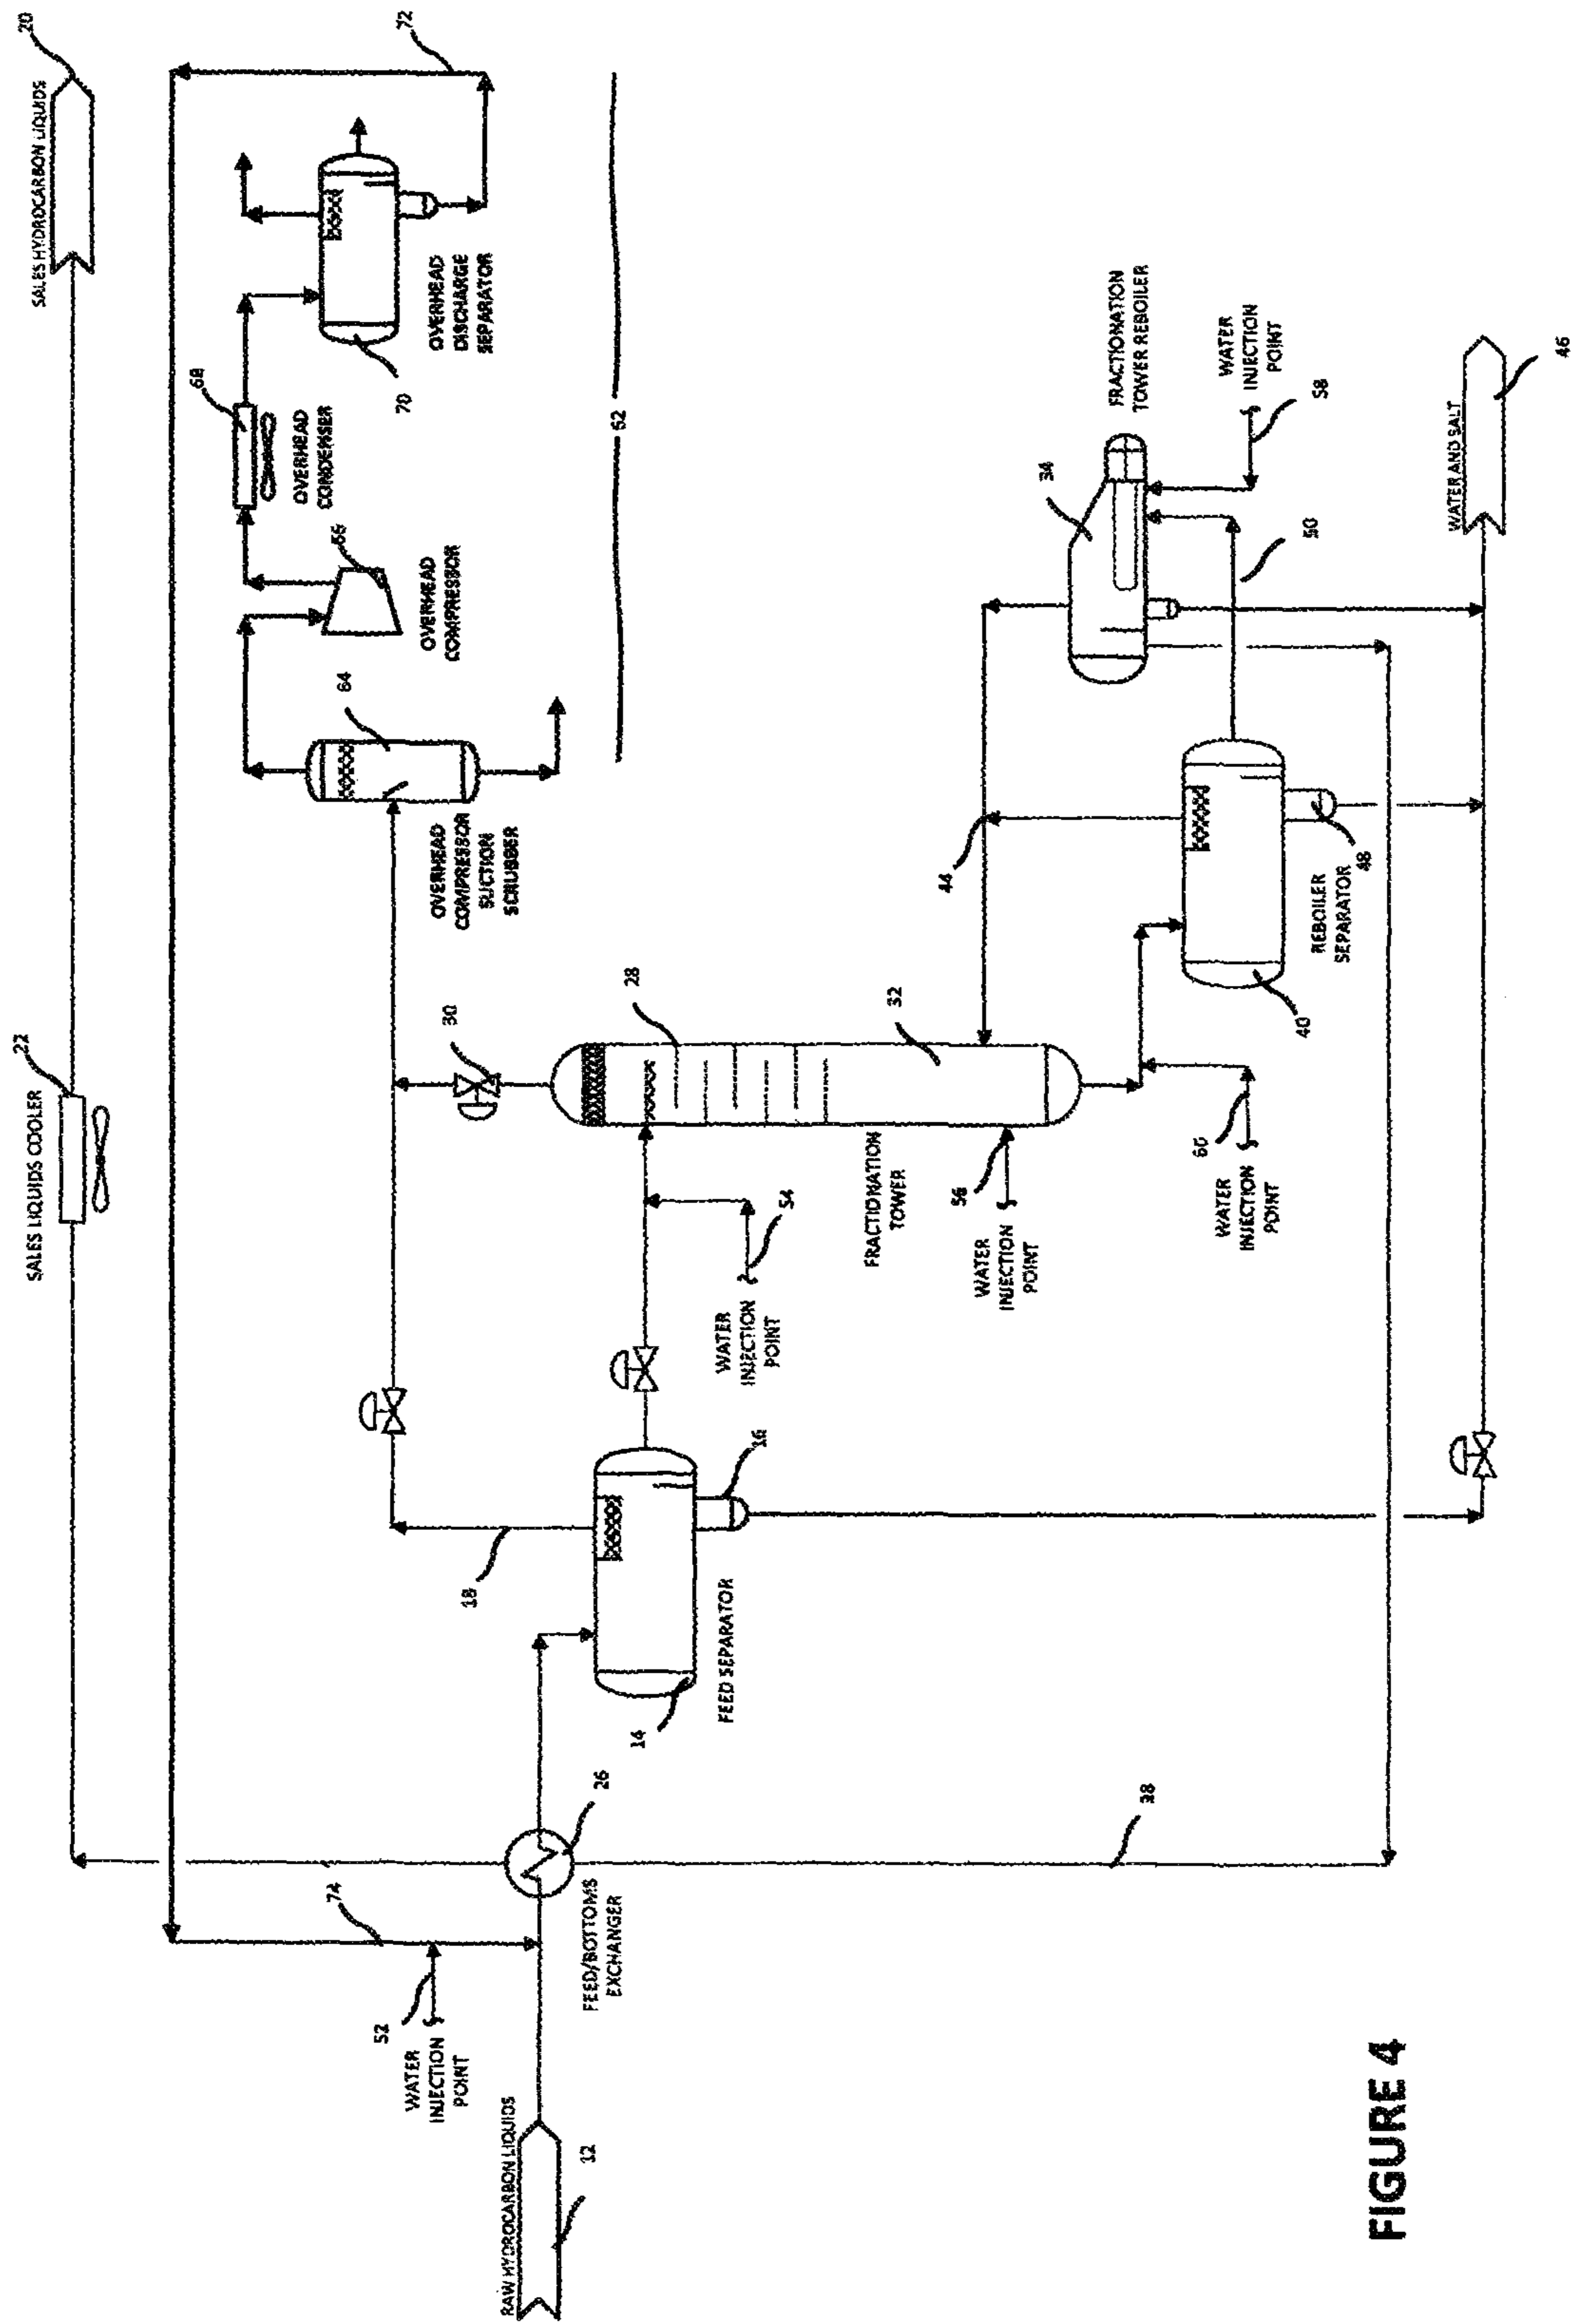 20
SALES HYDROCARBON LIQUIDS
22
SALES LIQUIDS COOLER
72
68
OVERHEAD
CONDENSER
70
OVERHEAD
DISCHARGE
SEPARATOR
66
OVERHEAD
COMPRESSOR
64
OVERHEAD
COMPRESSOR
SUCTION
SCRUBBER
62
30
28
32
FRACTIONATION
TOWER
54
WATER
INJECTION
POINT
56
WATER
INJECTION
POINT
60
WATER
INJECTION
POINT
44
34
FRACTIONATION
TOWER REBOILER
WATER
INJECTION
POINT
58
50
48
40
REBOILER
SEPARATOR
WATER AND SALT
46
18
16
14
FEED SEPARATOR
26
FEED/BOTTOMS
EXCHANGER
38
74
52
WATER
INJECTION
POINT
RAW HYDROCARBON LIQUIDS
12
FIGURE 4